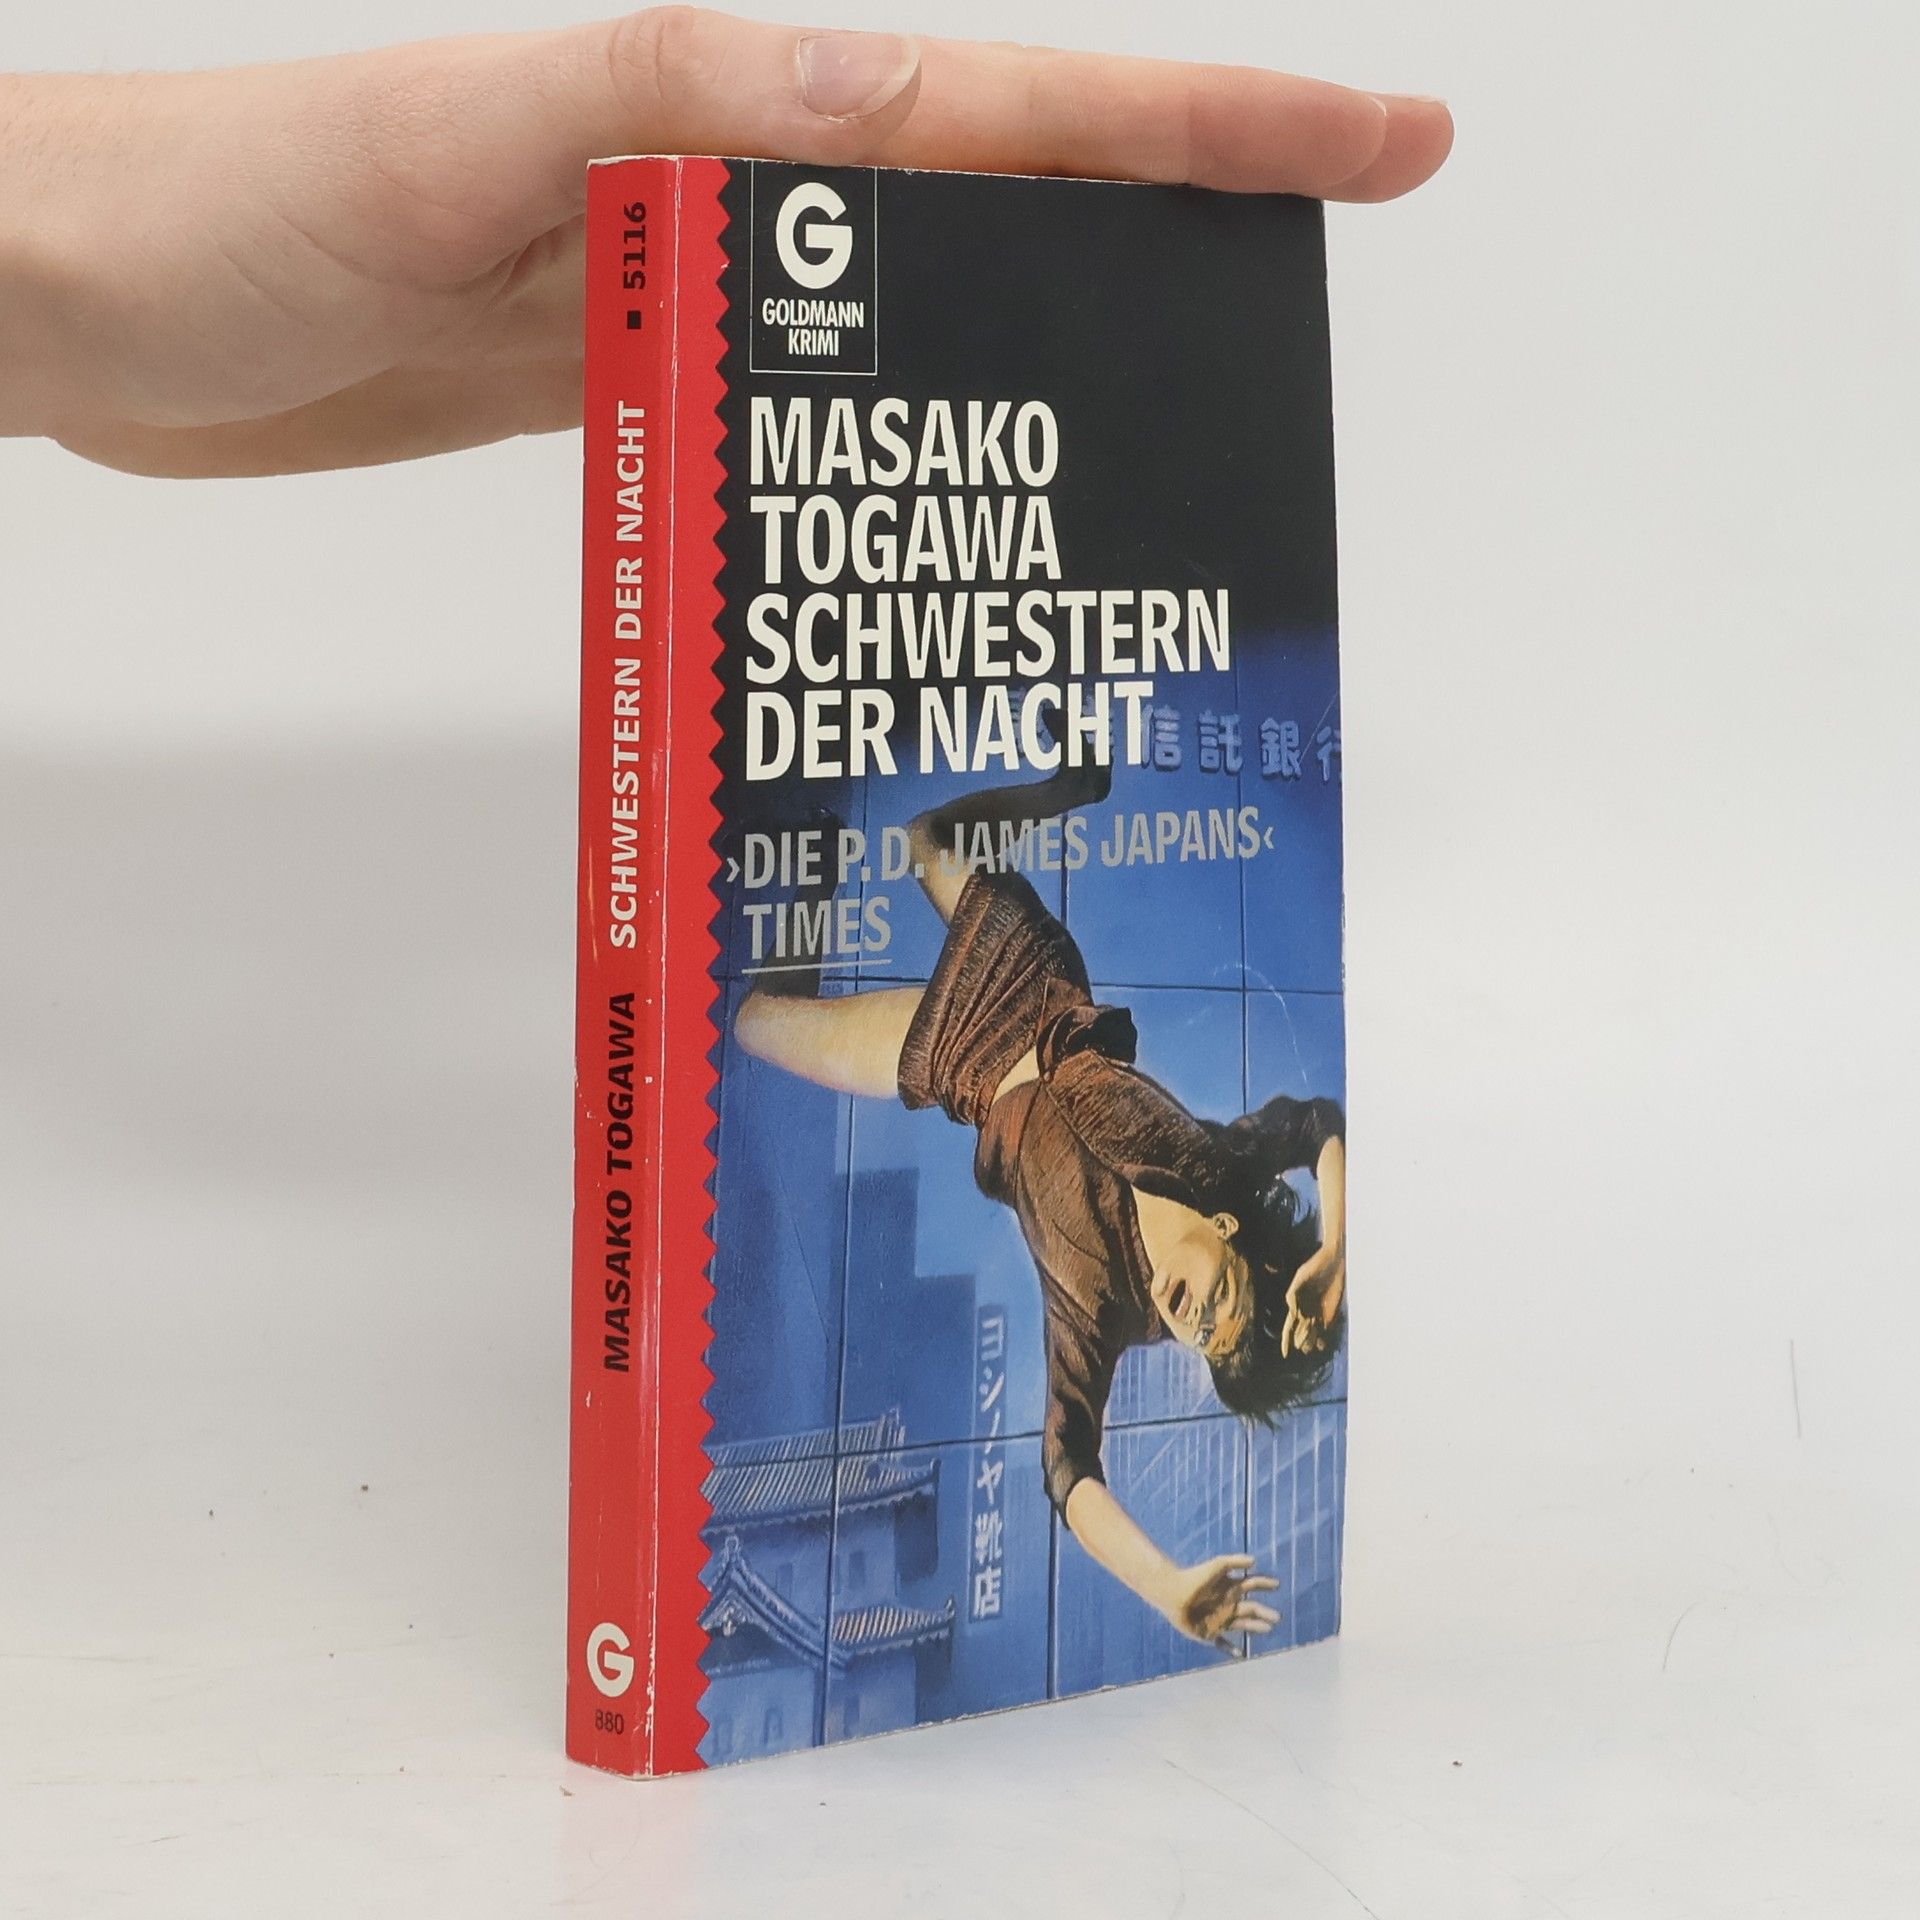 G
GOLDMANN
KRIMI
MASAKO
TOGAWA
SCHWESTERN
DER NACHT
信託銀行
›DIE P. D. JAMES JAPANS‹
TIMES
MASAKO TOGAWA SCHWESTERN DER NACHT ■ 5116
G
880